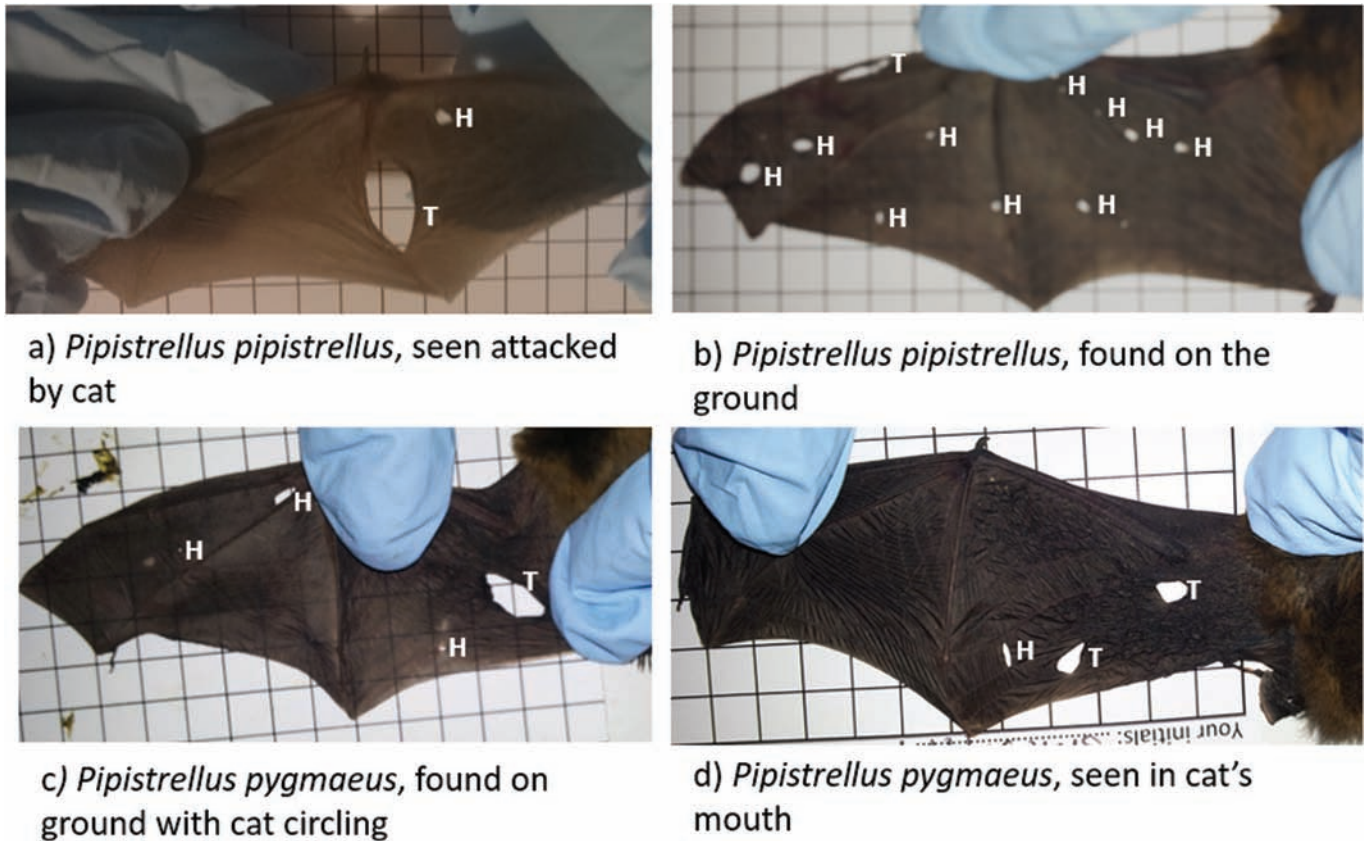 H
T
a) Pipistrellus pipistrellus, seen attacked
by cat
T
H
H
H
H
H
H
H
H
H
H
b) Pipistrellus pipistrellus, found on the
ground
H
H
T
H
c) Pipistrellus pygmaeus, found on
ground with cat circling
T
H
T
Your initials:
d) Pipistrellus pygmaeus, seen in cat's
mouth